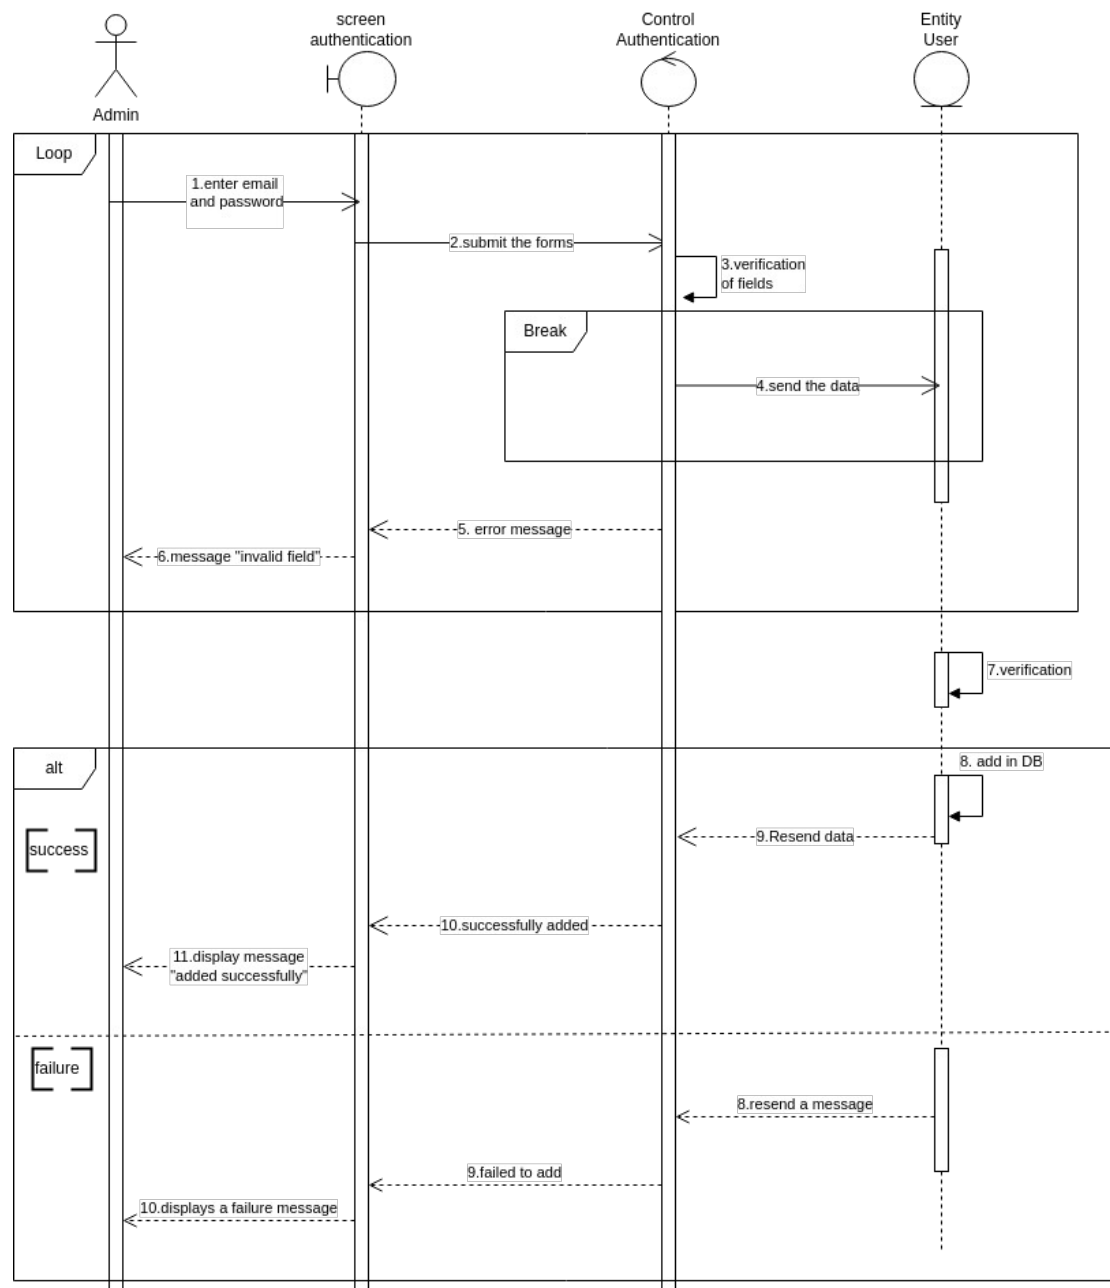 screen
authentication
Control
Authentication
Entity
User
Admin
Loop
1.enter email
and password
2.submit the forms
3.verification
of fields
Break
4.send the data
5. error message
6.message "invalid field"
7.verification
alt
8. add in DB
success
9.Resend data
10.successfully added
11.display message
"added successfully"
failure
8.resend a message
9.failed to add
10.displays a failure message